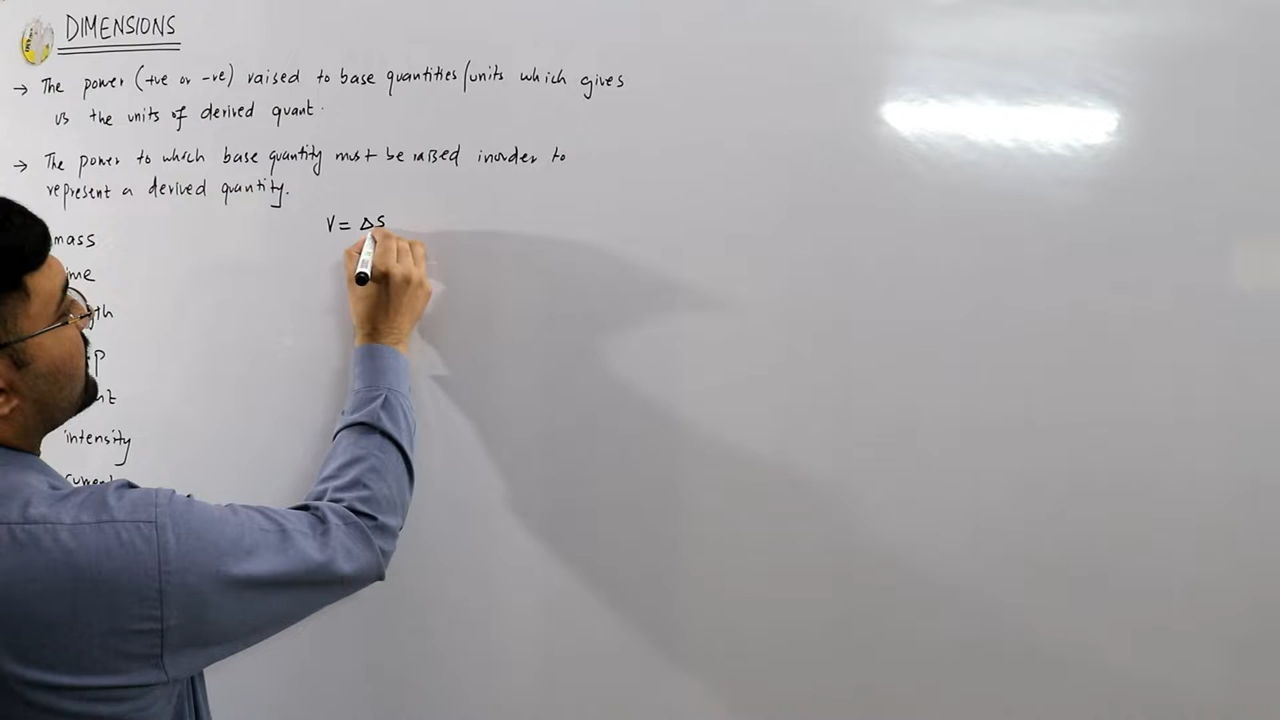 DIMENSIONS
→ The power (+ve or -ve) raised to base quantities/units which gives
us the units of derived quant.
→ The power to which base quantity must be raised inorder to
represent a derived quantity.
V = ΔS
mass
intensity